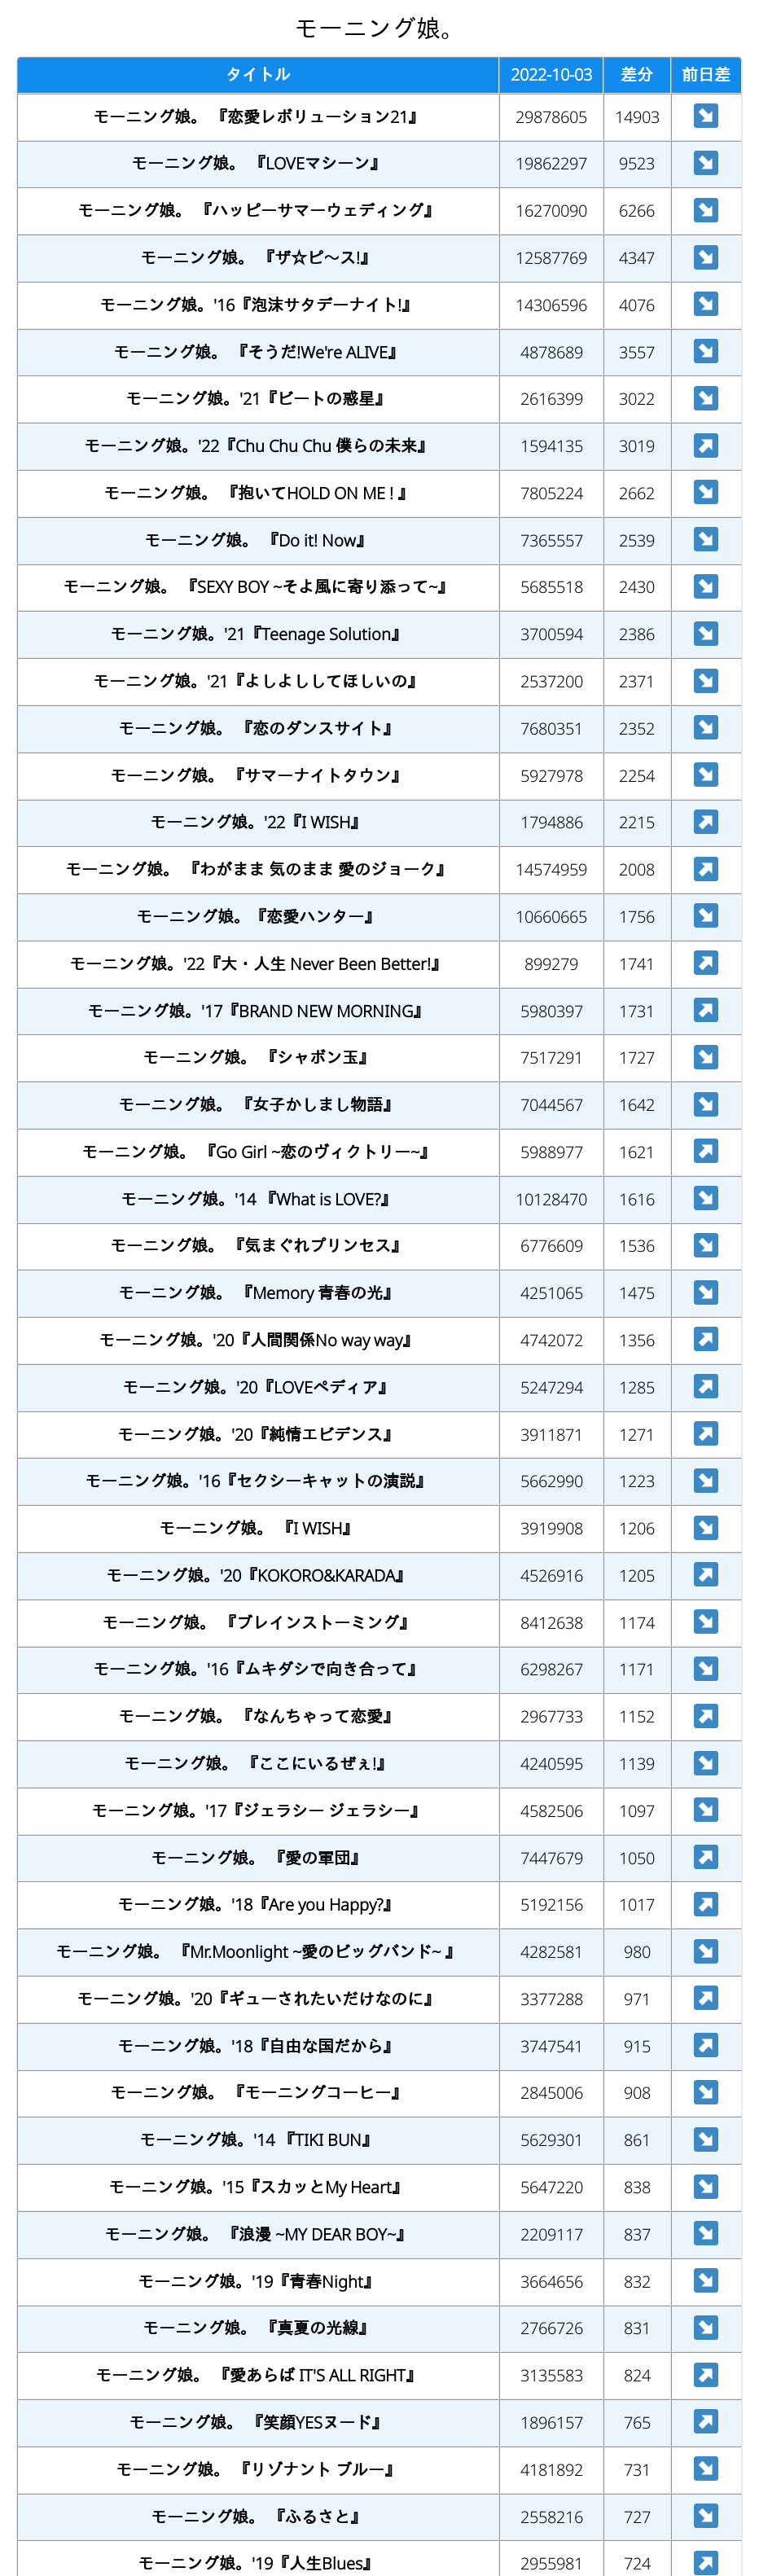 モーニング娘。
タイトル 2022-10-03 差分 前日差
モーニング娘。 『恋愛レボリューション21』 29878605 14903 ↘
モーニング娘。 『LOVEマシーン』 19862297 9523 ↘
モーニング娘。 『ハッピーサマーウェディング』 16270090 6266 ↘
モーニング娘。 『ザ☆ピ〜ス!』 12587769 4347 ↘
モーニング娘。'16『泡沫サタデーナイト!』 14306596 4076 ↘
モーニング娘。 『そうだ!We're ALIVE』 4878689 3557 ↘
モーニング娘。'21『ビートの惑星』 2616399 3022 ↘
モーニング娘。'22『Chu Chu Chu 僕らの未来』 1594135 3019 ↗
モーニング娘。 『抱いてHOLD ON ME ! 』 7805224 2662 ↘
モーニング娘。 『Do it! Now』 7365557 2539 ↘
モーニング娘。 『SEXY BOY ~そよ風に寄り添って~』 5685518 2430 ↘
モーニング娘。'21『Teenage Solution』 3700594 2386 ↘
モーニング娘。'21『よしよししてほしいの』 2537200 2371 ↘
モーニング娘。 『恋のダンスサイト』 7680351 2352 ↘
モーニング娘。 『サマーナイトタウン』 5927978 2254 ↘
モーニング娘。'22『I WISH』 1794886 2215 ↗
モーニング娘。 『わがまま 気のまま 愛のジョーク』 14574959 2008 ↗
モーニング娘。『恋愛ハンター』 10660665 1756 ↘
モーニング娘。'22『大・人生 Never Been Better!』 899279 1741 ↗
モーニング娘。'17『BRAND NEW MORNING』 5980397 1731 ↗
モーニング娘。 『シャボン玉』 7517291 1727 ↘
モーニング娘。 『女子かしまし物語』 7044567 1642 ↘
モーニング娘。 『Go Girl ~恋のヴィクトリー~』 5988977 1621 ↗
モーニング娘。'14 『What is LOVE?』 10128470 1616 ↘
モーニング娘。 『気まぐれプリンセス』 6776609 1536 ↘
モーニング娘。 『Memory 青春の光』 4251065 1475 ↘
モーニング娘。'20『人間関係No way way』 4742072 1356 ↗
モーニング娘。'20『LOVEペディア』 5247294 1285 ↗
モーニング娘。'20『純情エビデンス』 3911871 1271 ↗
モーニング娘。'16『セクシーキャットの演説』 5662990 1223 ↘
モーニング娘。 『I WISH』 3919908 1206 ↘
モーニング娘。'20『KOKORO&KARADA』 4526916 1205 ↗
モーニング娘。 『ブレインストーミング』 8412638 1174 ↘
モーニング娘。'16『ムキダシで向き合って』 6298267 1171 ↘
モーニング娘。 『なんちゃって恋愛』 2967733 1152 ↗
モーニング娘。 『ここにいるぜぇ!』 4240595 1139 ↘
モーニング娘。'17『ジェラシー ジェラシー』 4582506 1097 ↘
モーニング娘。 『愛の軍団』 7447679 1050 ↗
モーニング娘。'18『Are you Happy?』 5192156 1017 ↗
モーニング娘。 『Mr.Moonlight ~愛のビッグバンド~ 』 4282581 980 ↘
モーニング娘。'20『ギューされたいだけなのに』 3377288 971 ↗
モーニング娘。'18『自由な国だから』 3747541 915 ↗
モーニング娘。 『モーニングコーヒー』 2845006 908 ↘
モーニング娘。'14 『TIKI BUN』 5629301 861 ↘
モーニング娘。'15『スカッとMy Heart』 5647220 838 ↘
モーニング娘。 『浪漫 ~MY DEAR BOY~』 2209117 837 ↘
モーニング娘。'19『青春Night』 3664656 832 ↘
モーニング娘。 『真夏の光線』 2766726 831 ↘
モーニング娘。 『愛あらば IT'S ALL RIGHT』 3135583 824 ↗
モーニング娘。 『笑顔YESヌード』 1896157 765 ↗
モーニング娘。 『リゾナント ブルー』 4181892 731 ↘
モーニング娘。 『ふるさと』 2558216 727 ↘
モーニング娘。'19『人生Blues』 2955981 724 ↗